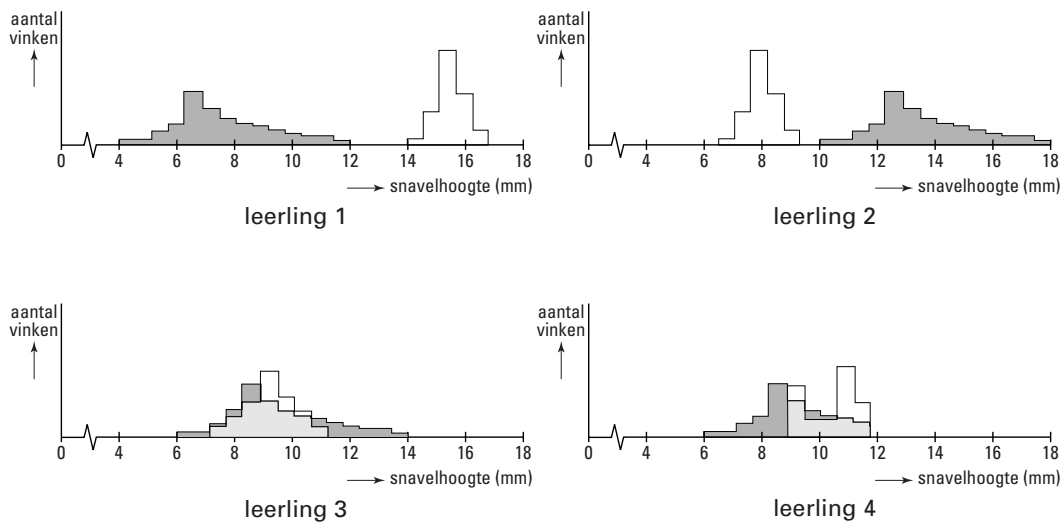 aantal
vinken
0 4 6 8 10 12 14 16 18
snavelhoogte (mm)
leerling 1
aantal
vinken
0 4 6 8 10 12 14 16 18
snavelhoogte (mm)
leerling 2
aantal
vinken
0 4 6 8 10 12 14 16 18
snavelhoogte (mm)
leerling 3
aantal
vinken
0 4 6 8 10 12 14 16 18
snavelhoogte (mm)
leerling 4